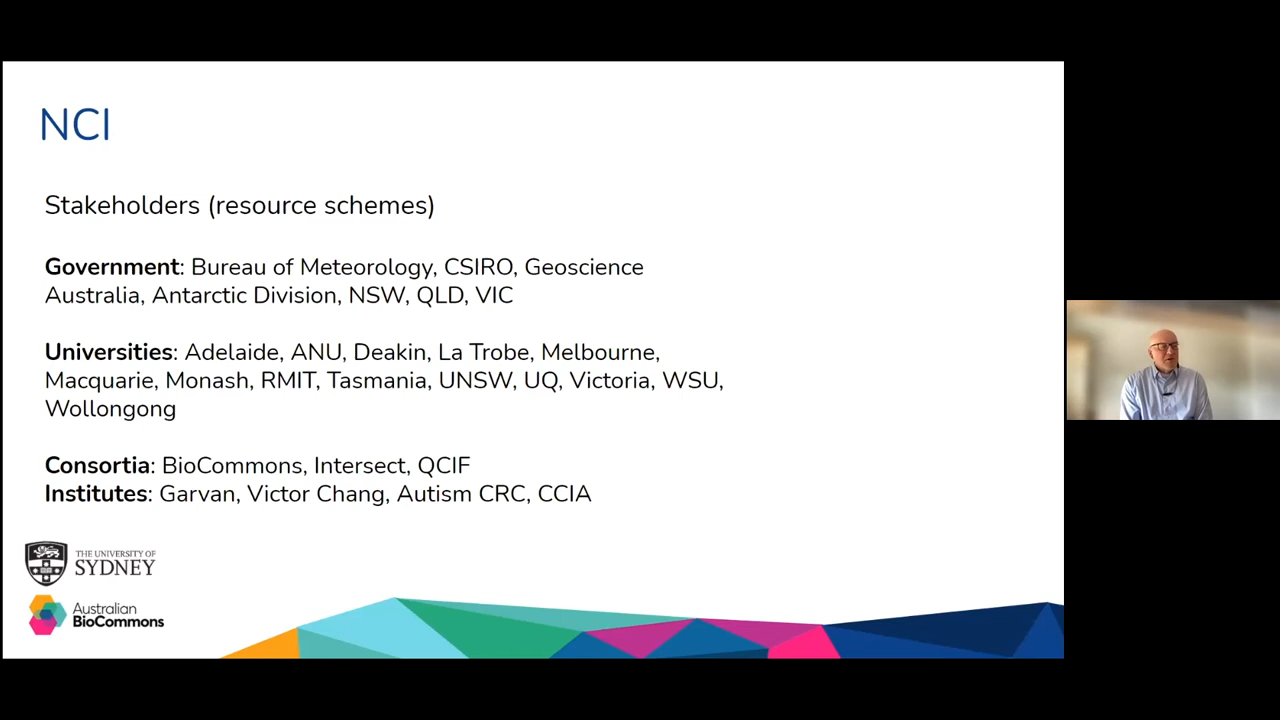 NCI
Stakeholders (resource schemes)
Government: Bureau of Meteorology, CSIRO, Geoscience
Australia, Antarctic Division, NSW, QLD, VIC
Universities: Adelaide, ANU, Deakin, La Trobe, Melbourne,
Macquarie, Monash, RMIT, Tasmania, UNSW, UQ, Victoria, WSU,
Wollongong
Consortia: BioCommons, Intersect, QCIF
Institutes: Garvan, Victor Chang, Autism CRC, CCIA
THE UNIVERSITY OF
SYDNEY
Australian
BioCommons